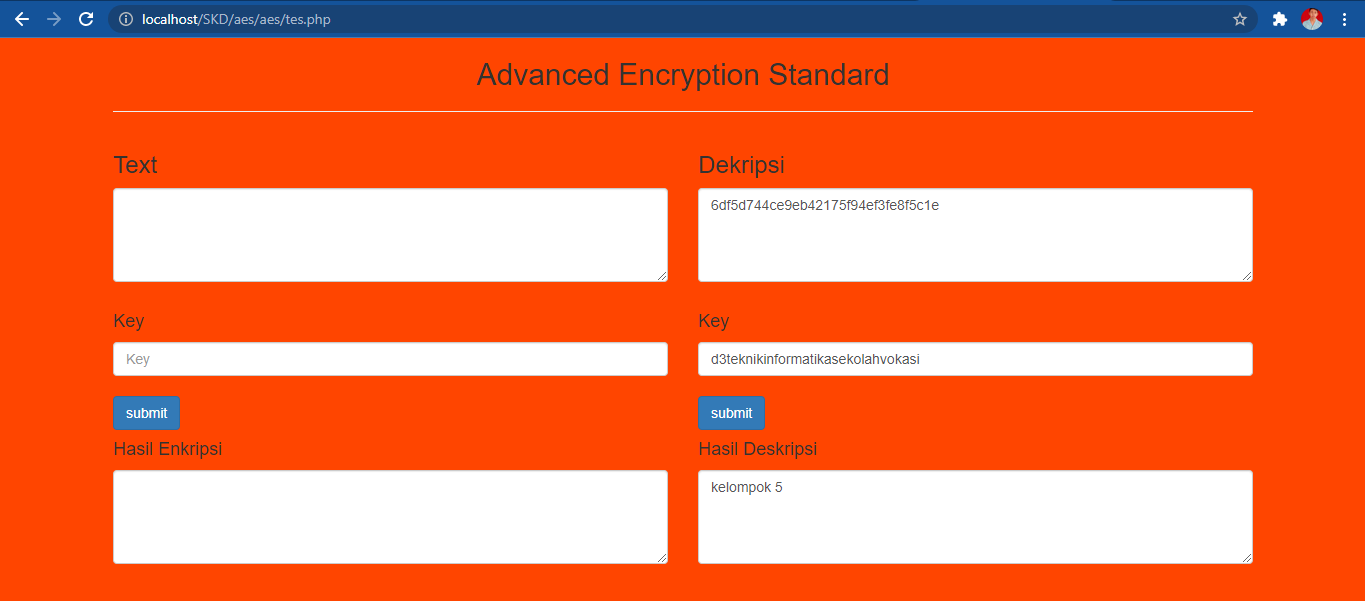 localhost/SKD/aes/aes/tes.php
Advanced Encryption Standard
Text
Dekripsi
6df5d744ce9eb42175f94ef3fe8f5c1e
Key
Key
Key
d3teknikinformatikasekolahvokasi
submit
submit
Hasil Enkripsi
Hasil Deskripsi
kelompok 5